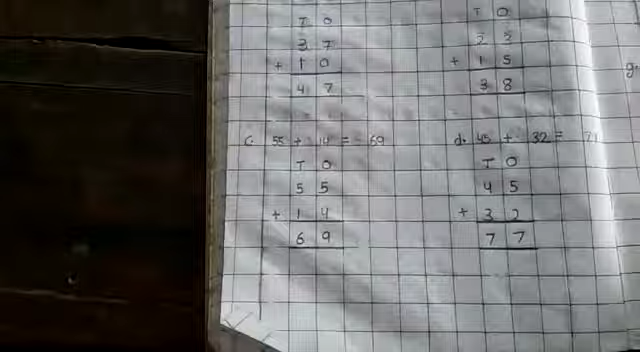 T O
3 7
+ 1 0
4 7
T O
2 3
+ 1 5
3 8
c. 55 + 14 = 69
T O
5 5
+ 1 4
6 9
d. 45 + 32 =
T O
4 5
+ 3 2
7 7